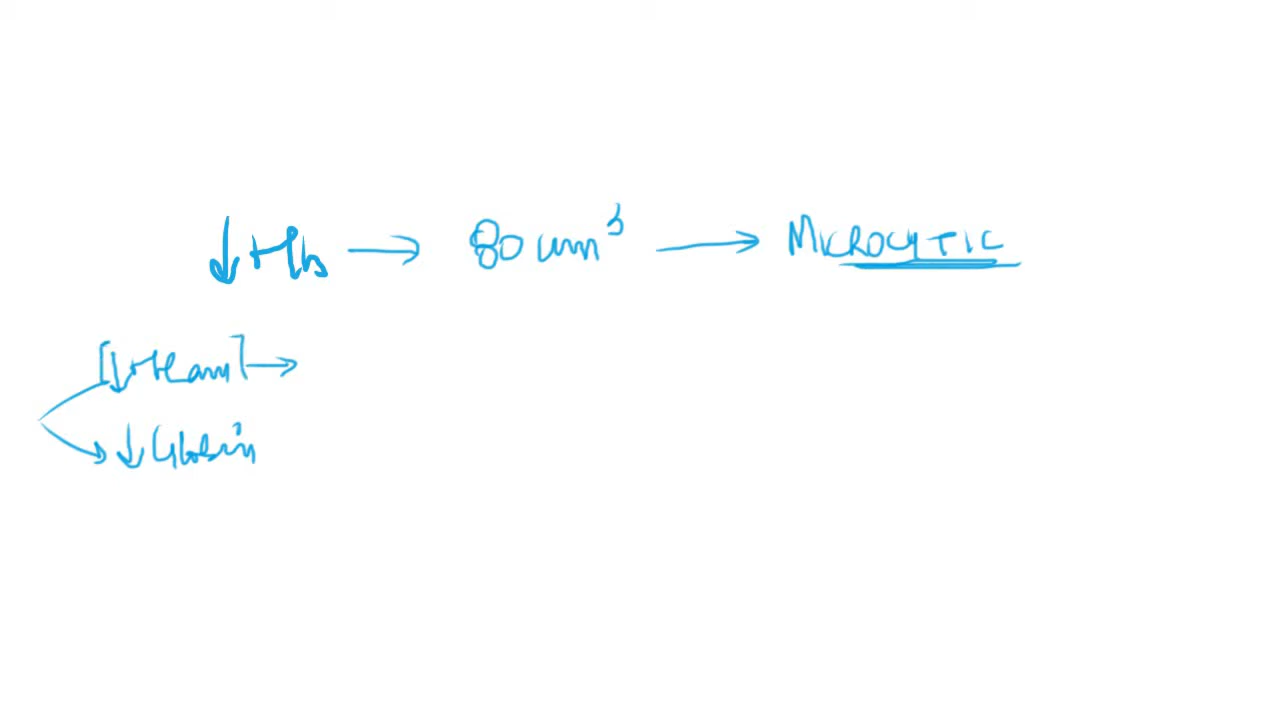 ↓Hb → 80 um³ → MICROCYTIC
[↓Heam] →
↓Globin